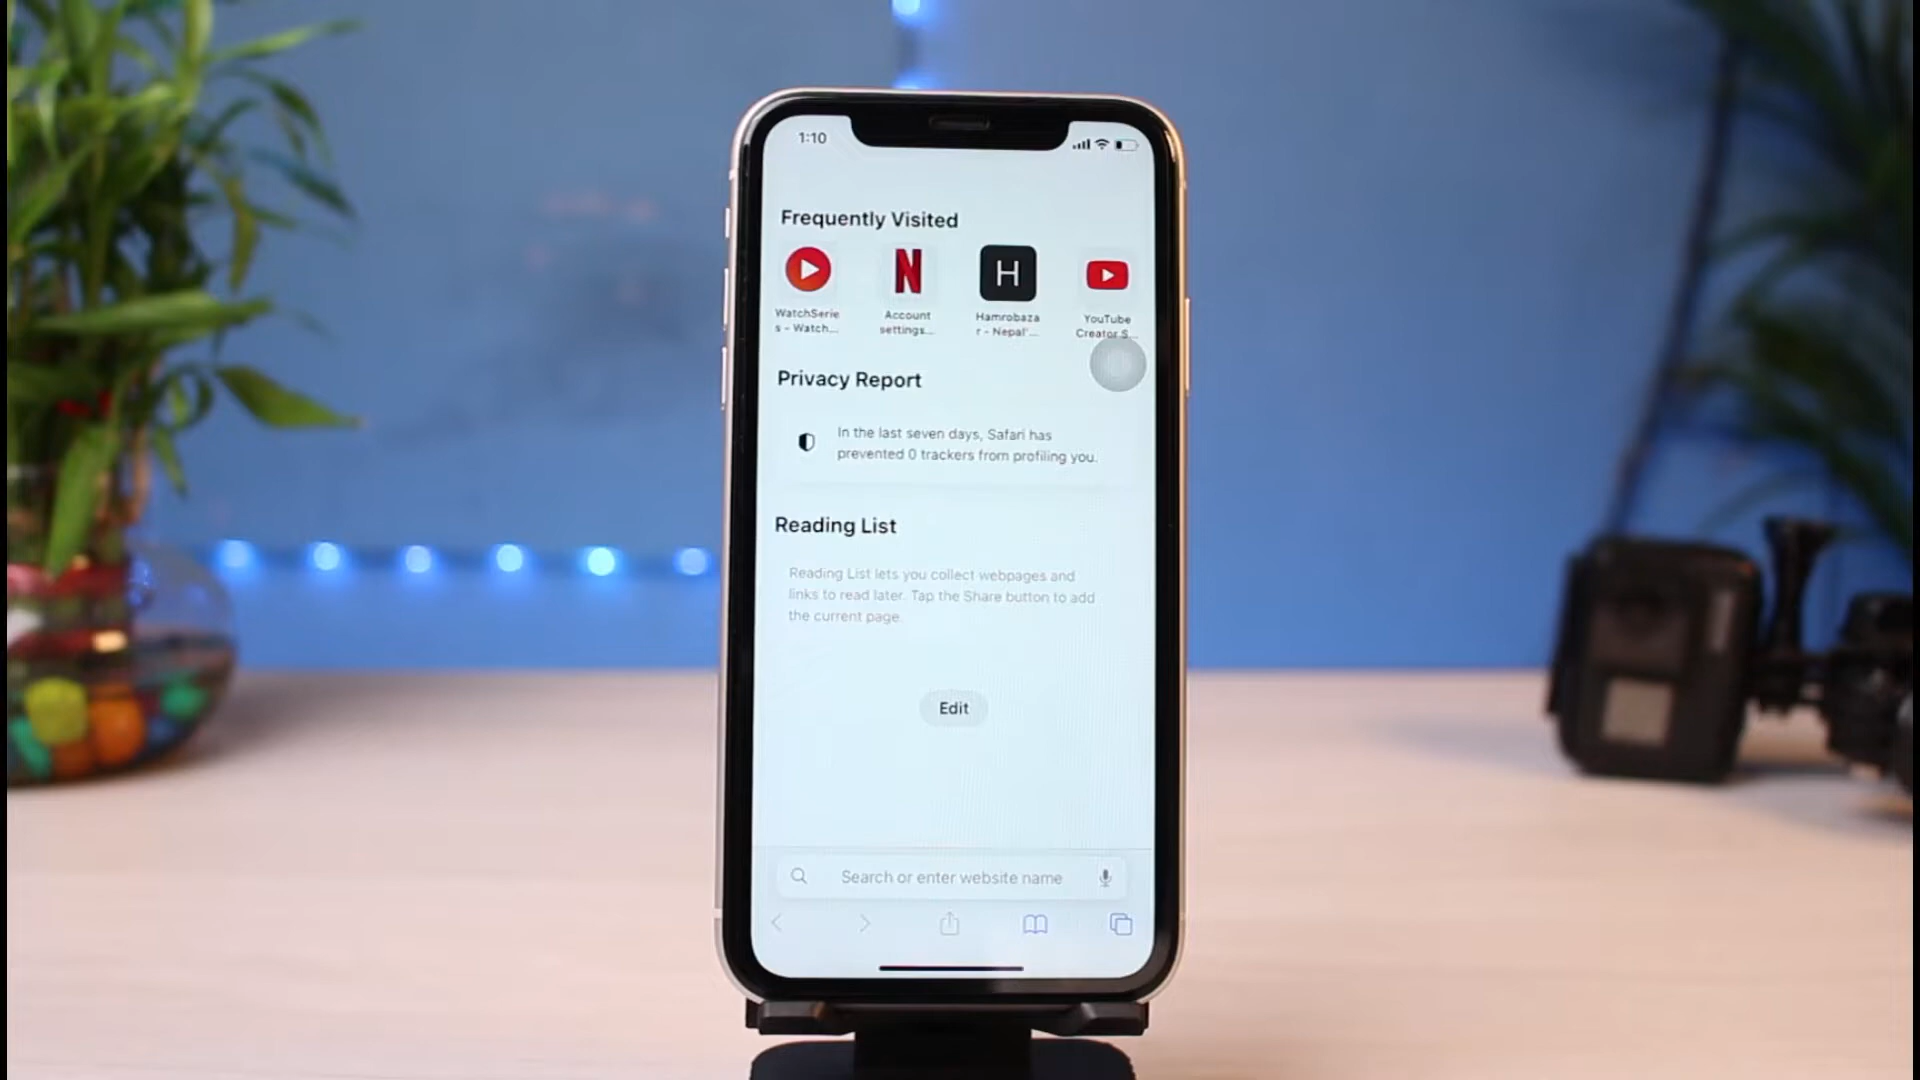 1:10
Frequently Visited
N
H
WatchSerie
s - Watch...
Account
settings...
Hamrobaza
r - Nepal'...
YouTube
Creator S...
Privacy Report
In the last seven days, Safari has
prevented 0 trackers from profiling you.
Reading List
Reading List lets you collect webpages and
links to read later. Tap the Share button to add
the current page.
Edit
Search or enter website name